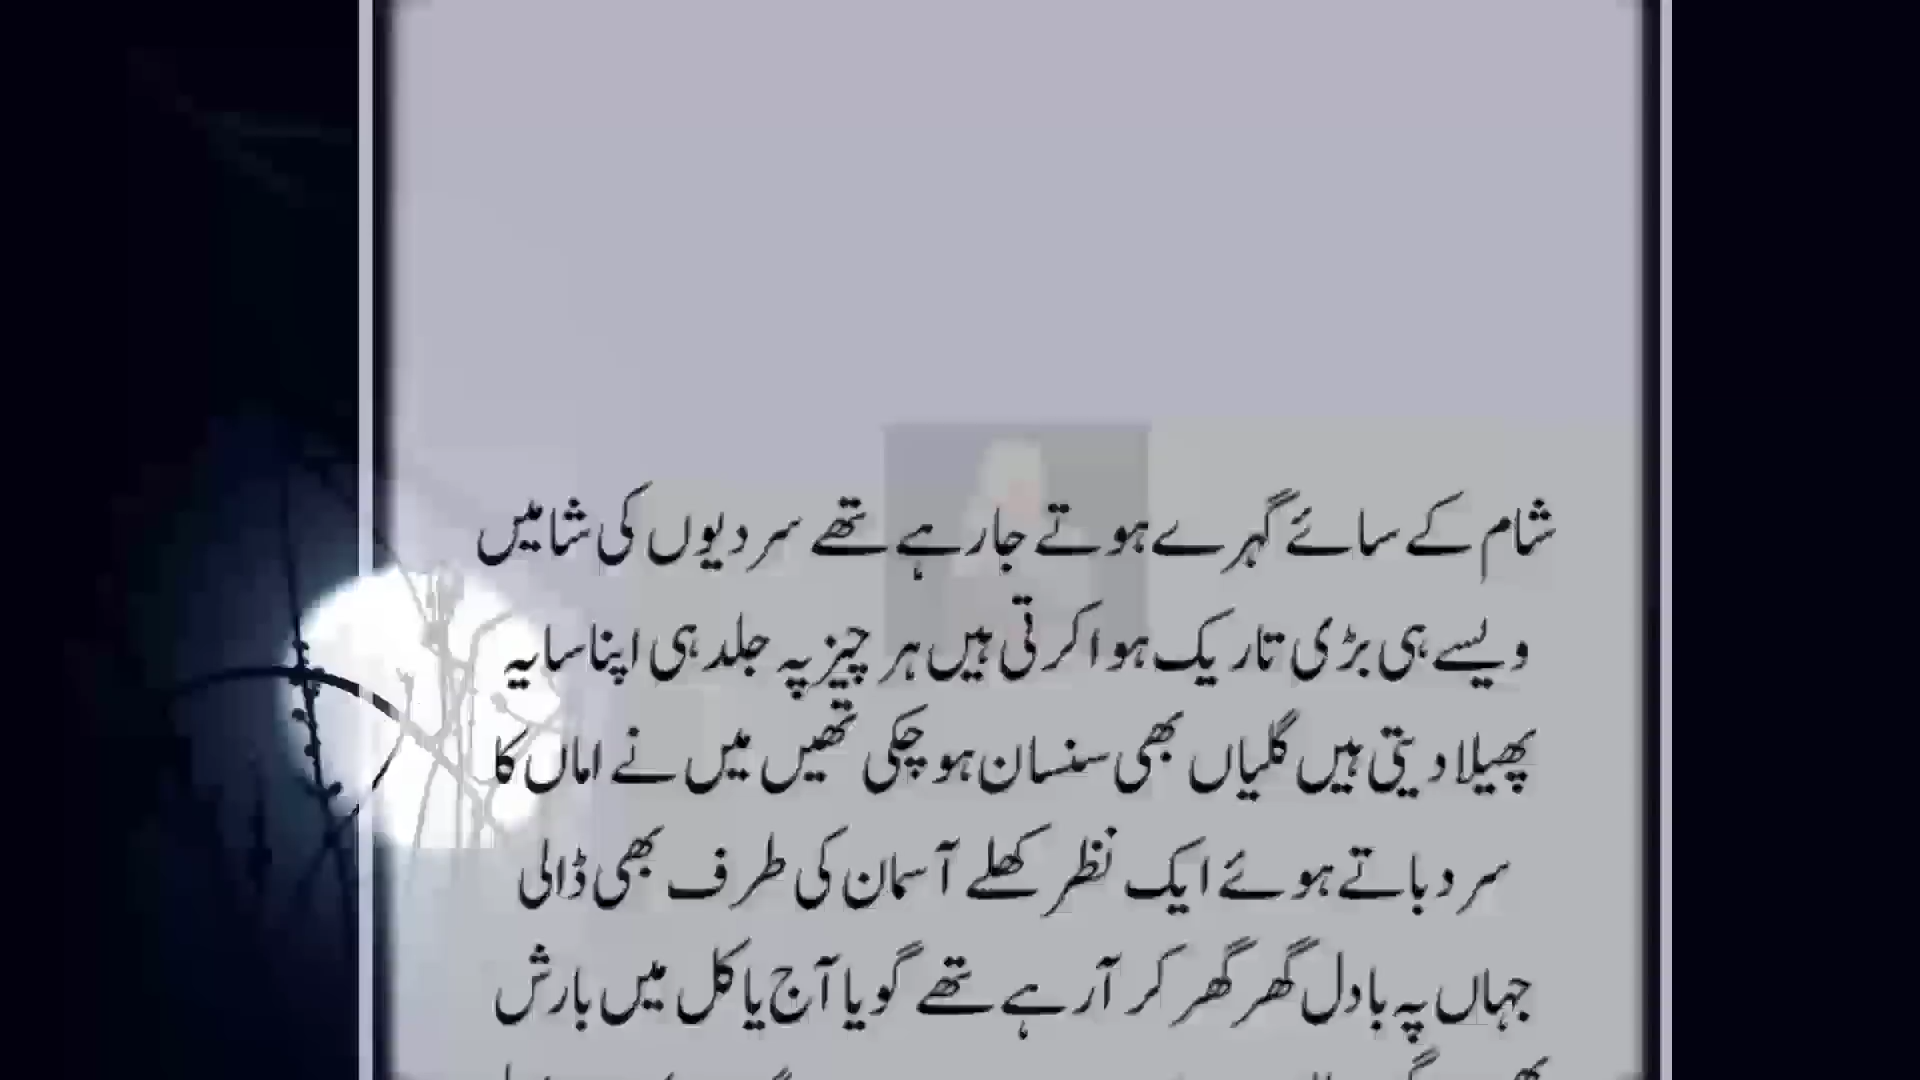 شام کے سائے گہرے ہوتے جارہے تھے سردیوں کی شامیں
ویسے ہی بڑی تاریک ہوا کرتی ہیں ہر چیز پہ جلد ہی اپنا سایہ
پھیلا دیتی ہیں گلیاں بھی سنسان ہو چکی تھیں میں نے اماں کا
سر دباتے ہوئے ایک نظر کھلے آسمان کی طرف بھی ڈالی
جہاں پہ بادل گھر گھر کر آرہے تھے گویا آج یا کل میں بارش